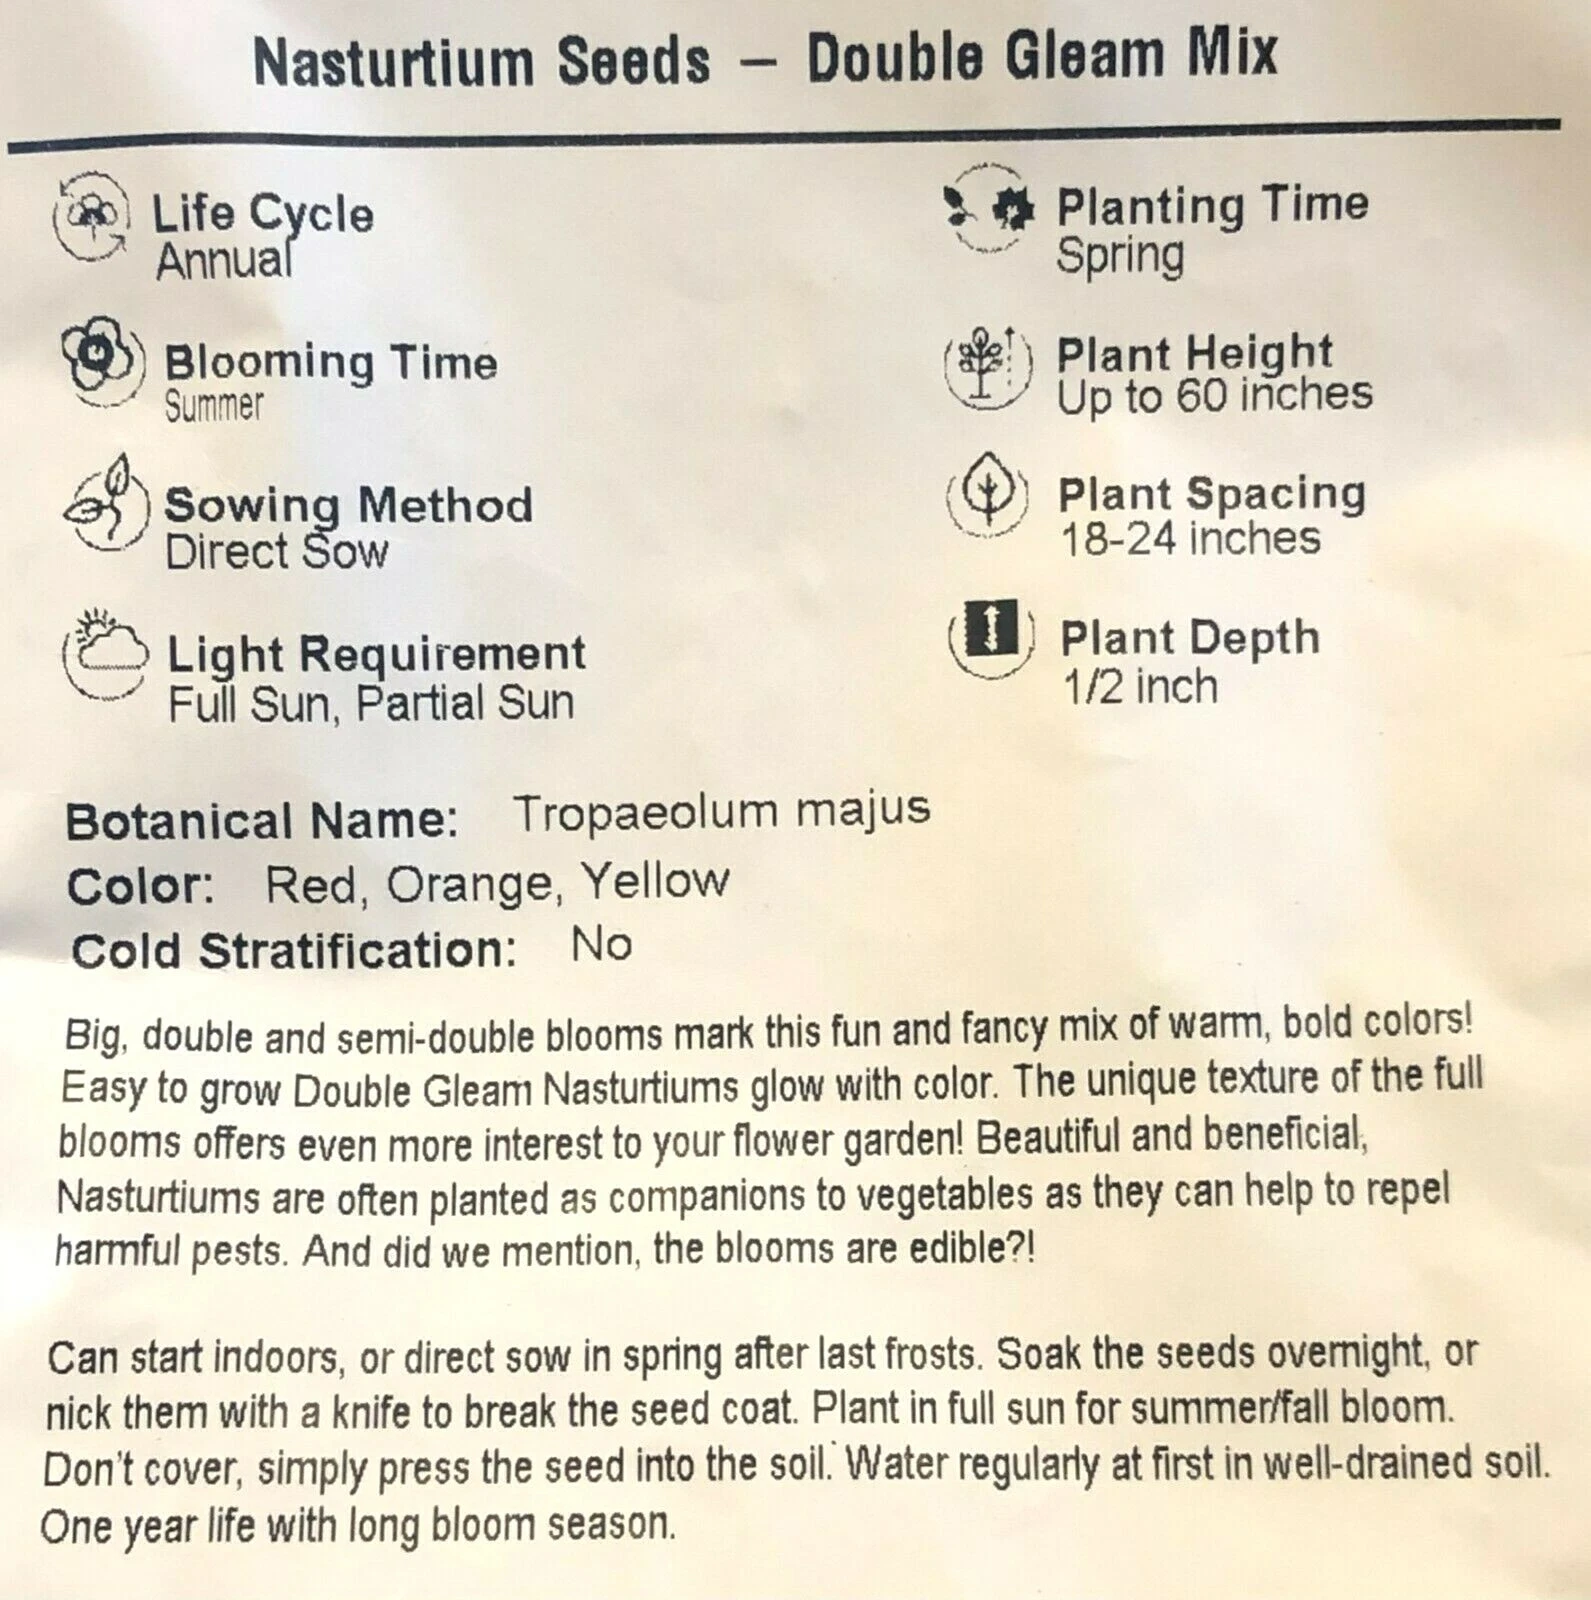 Nasturtium Seeds – Double Gleam Mix
Life Cycle
Annual
Planting Time
Spring
Blooming Time
Summer
Plant Height
Up to 60 inches
Sowing Method
Direct Sow
Plant Spacing
18-24 inches
Light Requirement
Full Sun, Partial Sun
Plant Depth
1/2 inch
Botanical Name: Tropaeolum majus
Color: Red, Orange, Yellow
Cold Stratification: No
Big, double and semi-double blooms mark this fun and fancy mix of warm, bold colors!
Easy to grow Double Gleam Nasturtiums glow with color. The unique texture of the full
blooms offers even more interest to your flower garden! Beautiful and beneficial,
Nasturtiums are often planted as companions to vegetables as they can help to repel
harmful pests. And did we mention, the blooms are edible?!
Can start indoors, or direct sow in spring after last frosts. Soak the seeds overnight, or
nick them with a knife to break the seed coat. Plant in full sun for summer/fall bloom.
Don't cover, simply press the seed into the soil. Water regularly at first in well-drained soil.
One year life with long bloom season.